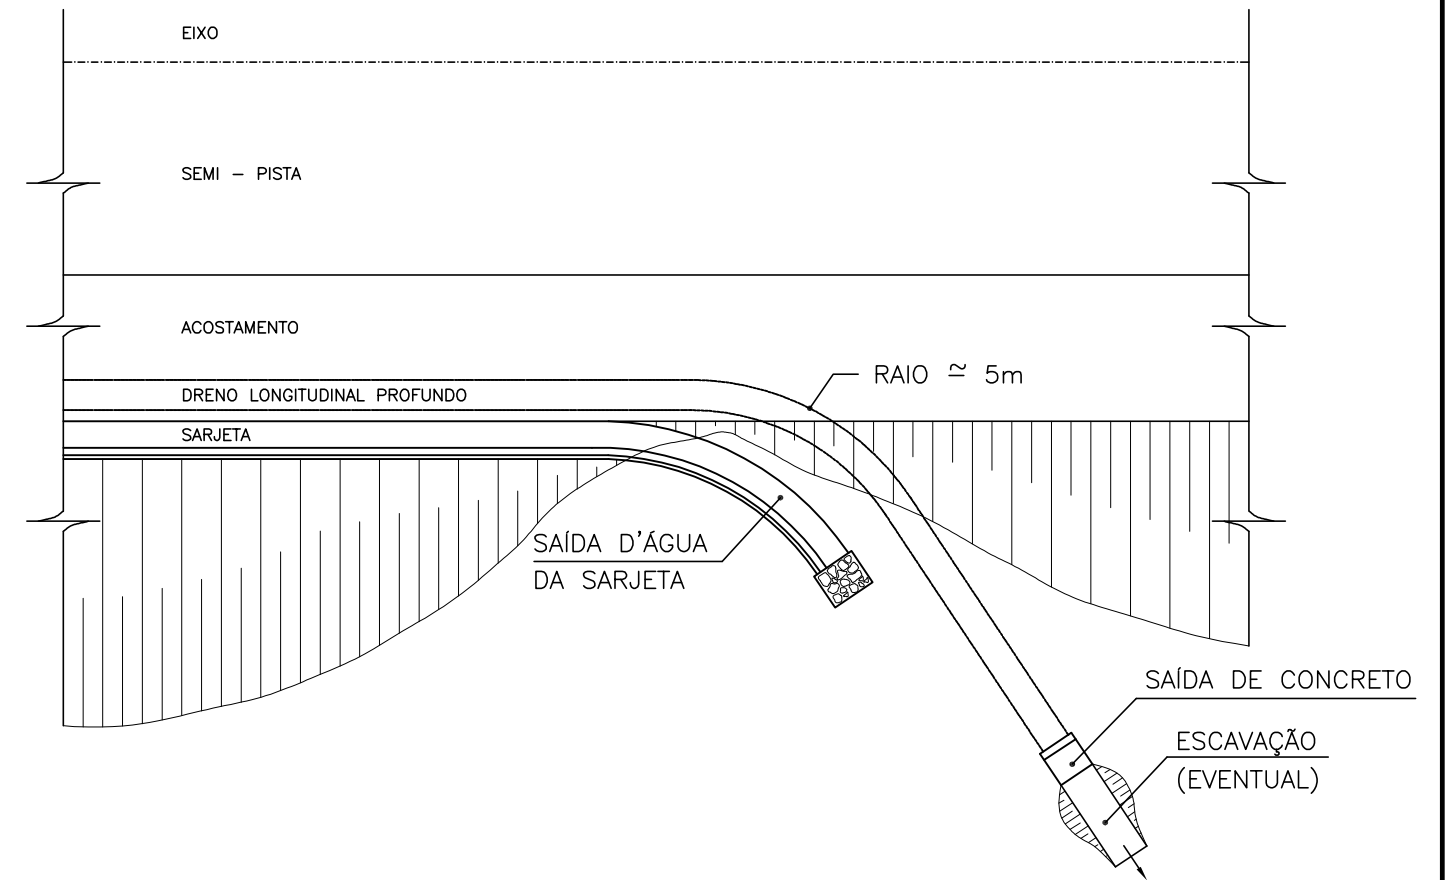 EIXO
SEMI - PISTA
ACOSTAMENTO
RAIO ≃ 5m
DRENO LONGITUDINAL PROFUNDO
SARJETA
SAÍDA D'ÁGUA
DA SARJETA
SAÍDA DE CONCRETO
ESCAVAÇÃO
(EVENTUAL)